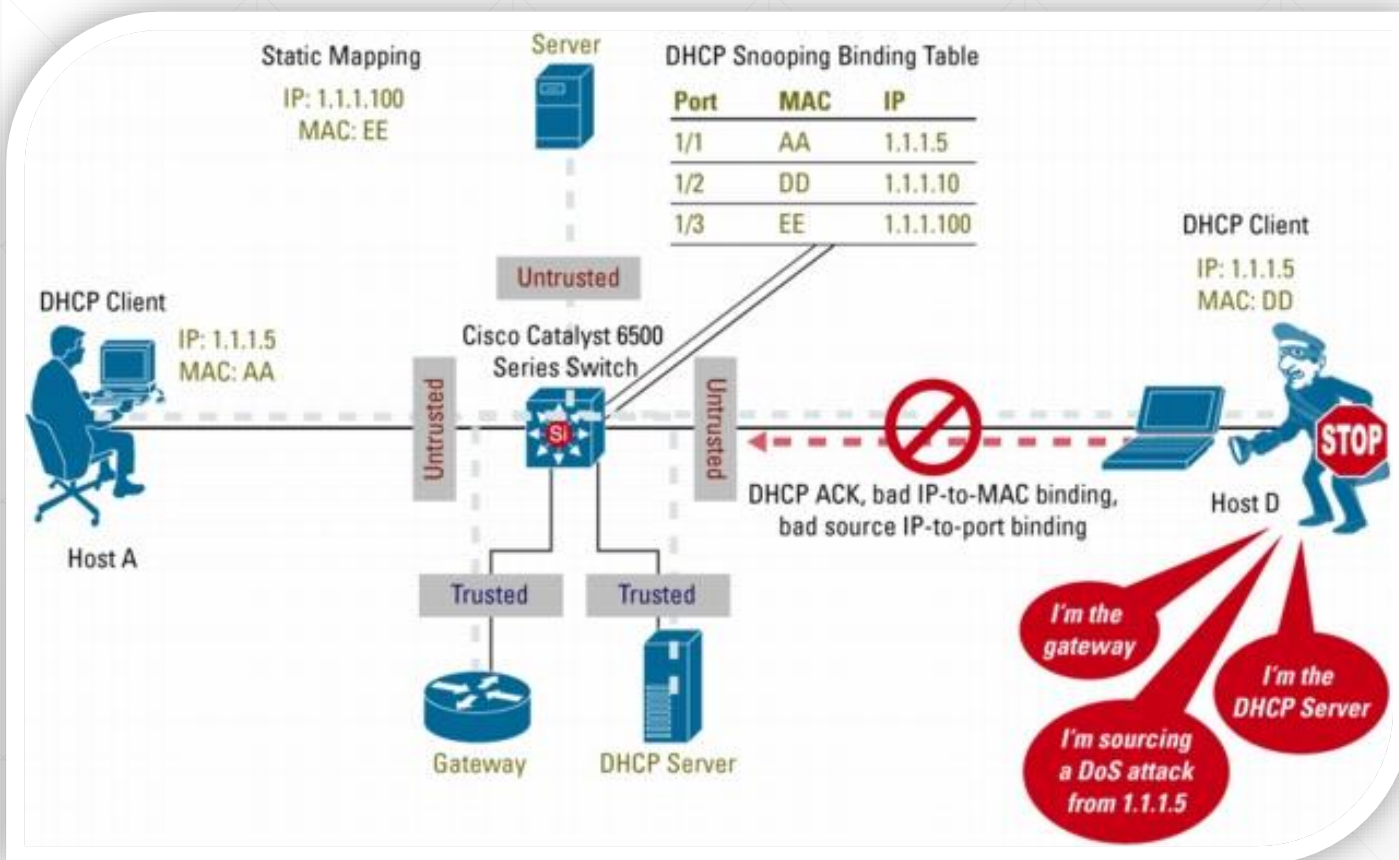 Static Mapping
IP: 1.1.1.100
MAC: EE
Server
DHCP Snooping Binding Table
Port MAC IP
1/1 AA 1.1.1.5
1/2 DD 1.1.1.10
1/3 EE 1.1.1.100
DHCP Client
IP: 1.1.1.5
MAC: DD
Untrusted
DHCP Client
IP: 1.1.1.5
MAC: AA
Cisco Catalyst 6500
Series Switch
Untrusted
Si
Untrusted
STOP
DHCP ACK, bad IP-to-MAC binding,
bad source IP-to-port binding
Host D
Host A
Trusted
Trusted
I'm the
gateway
I'm the
DHCP Server
I'm sourcing
a DoS attack
from 1.1.1.5
Gateway
DHCP Server